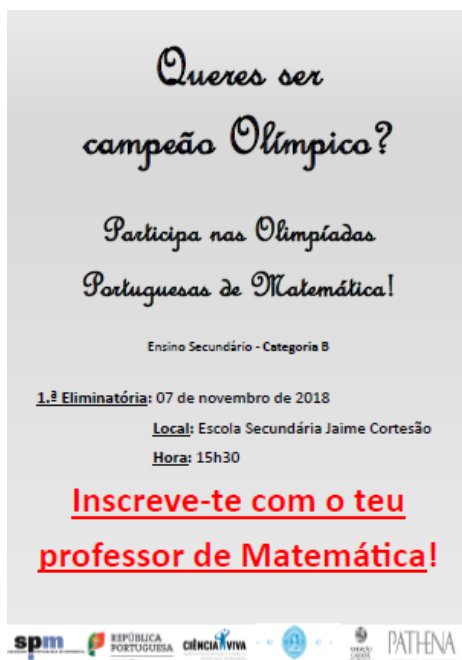 Queres ser
campeão Olímpico?
Participa nas Olimpíadas
Portuguesas de Matemática!
Ensino Secundário - Categoria B
1.ª Eliminatória: 07 de novembro de 2018
Local: Escola Secundária Jaime Cortesão
Hora: 15h30
Inscreve-te com o teu
professor de Matemática!
spm
REPÚBLICA
PORTUGUESA
CIÊNCIA VIVA
PATHENA